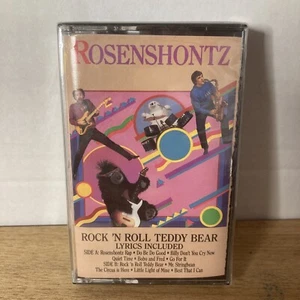 ROSENSHONTZ
ROCK 'N ROLL TEDDY BEAR
LYRICS INCLUDED
SIDE A: Rosenshontz Rap • Do Be Do Good • Billy Don't You Cry Now
Quiet Time • Hubu and Fred • Go For It
SIDE B: Rock 'n Roll Teddy Bear • Mr. Stringbean
The Circus is Here • Little Light of Mine • Best That I Can